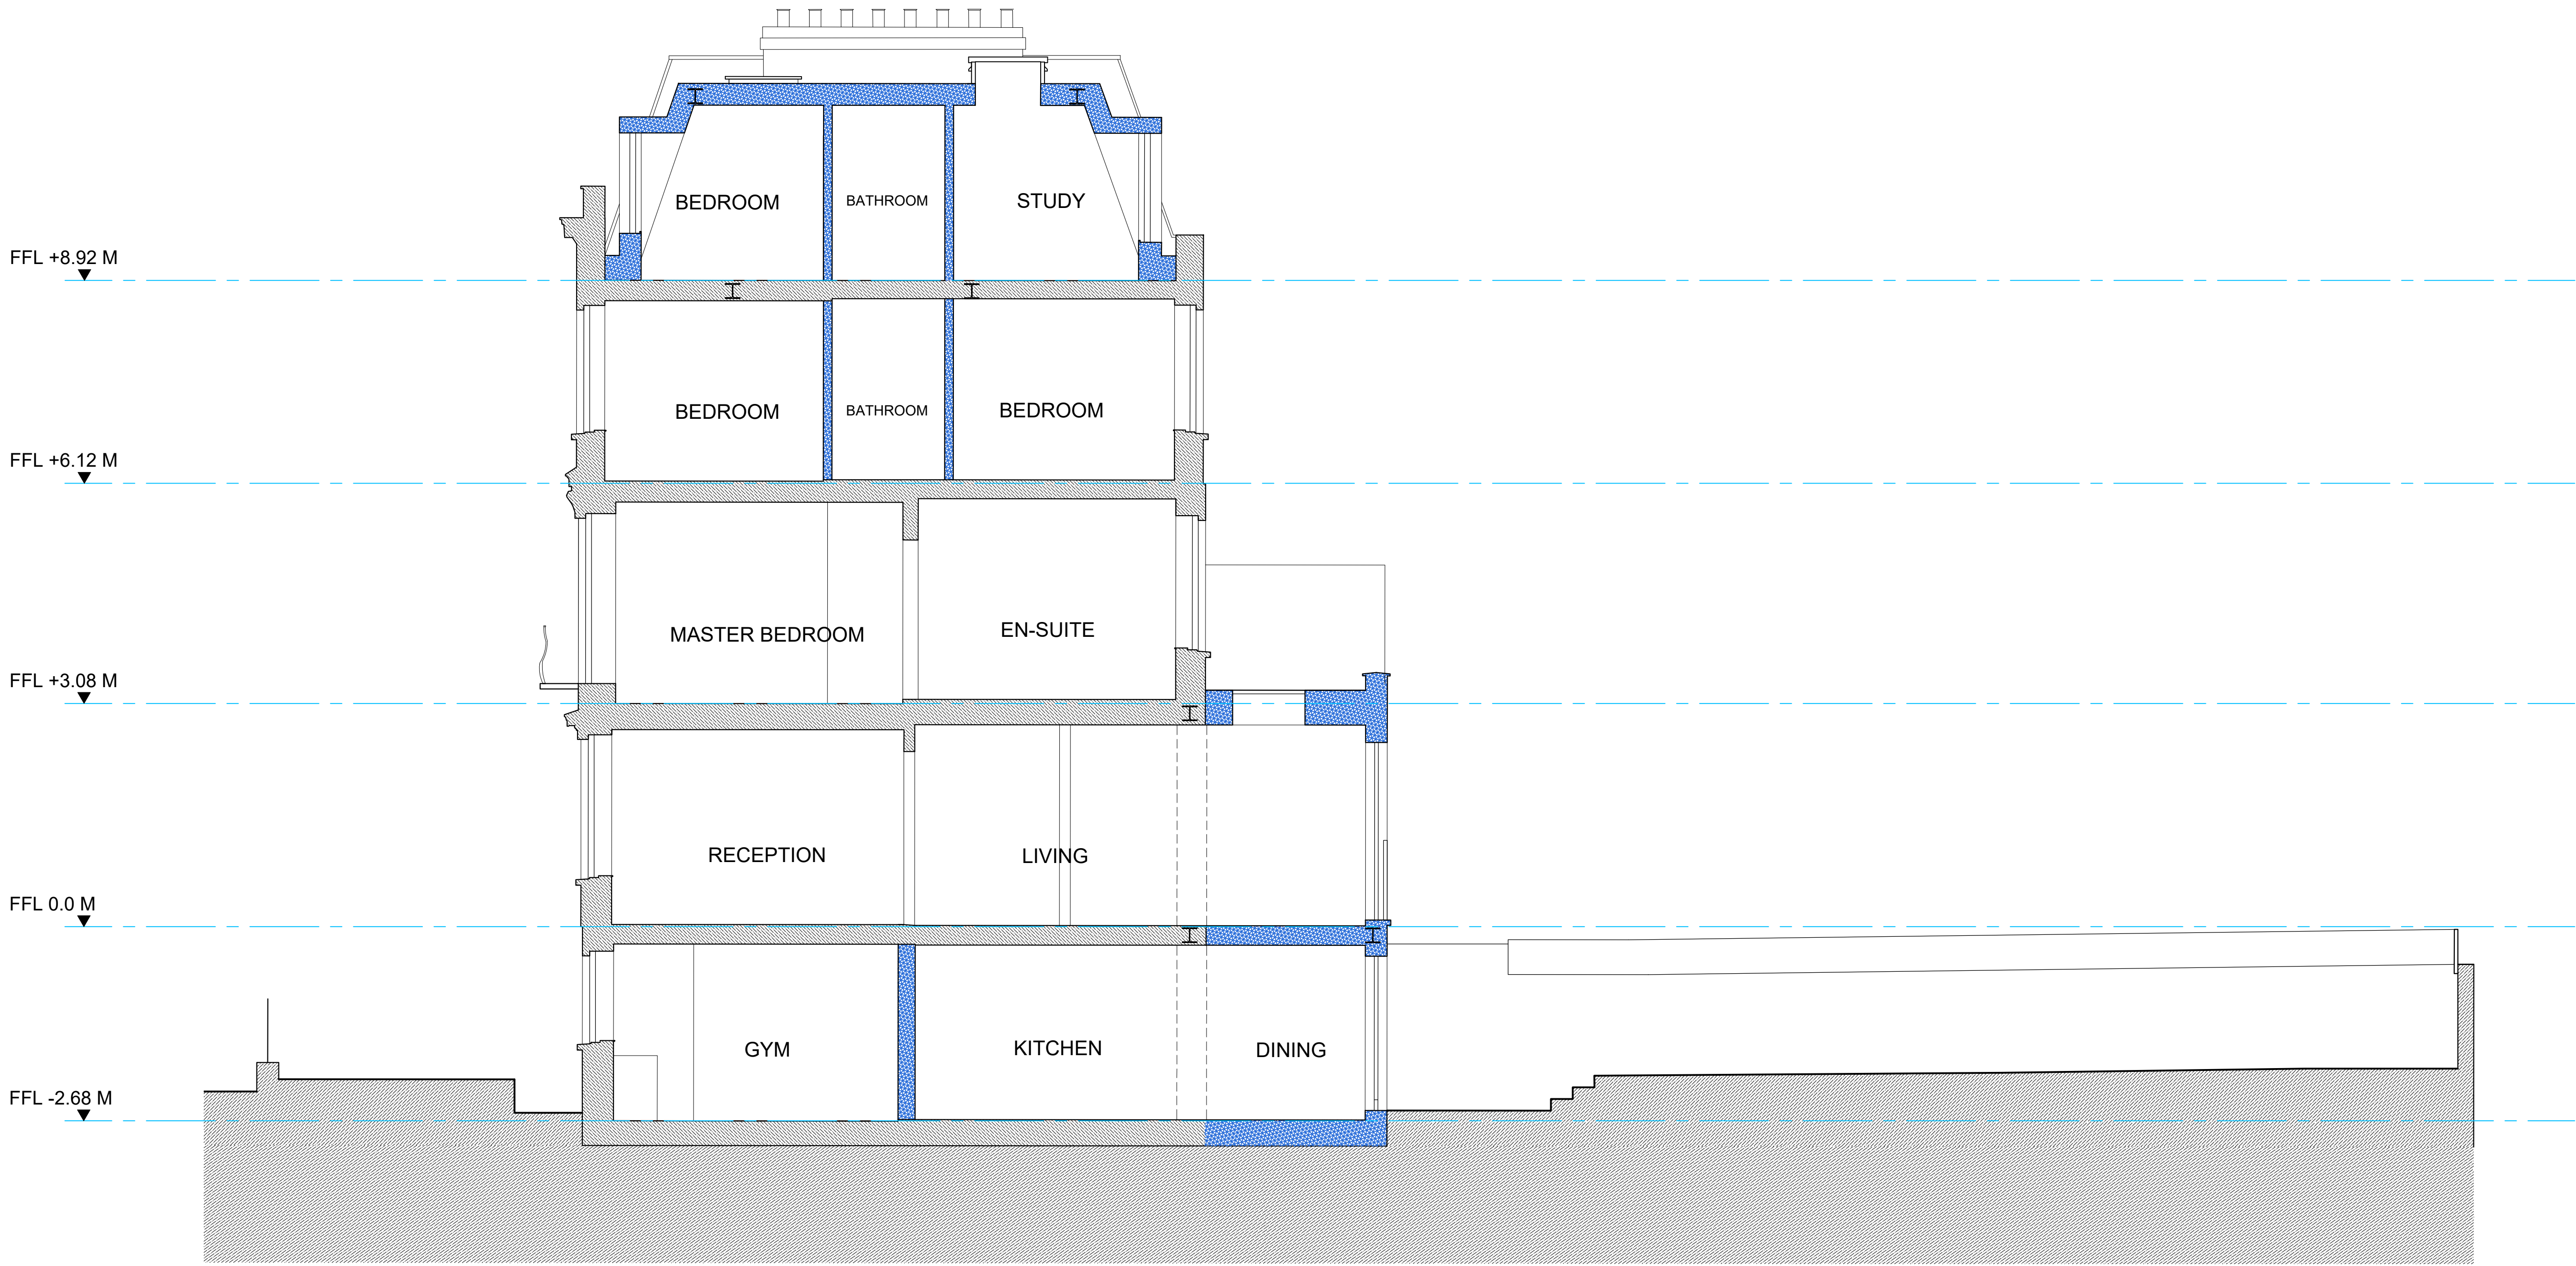 BEDROOM BATHROOM STUDY
FFL +8.92 M
BEDROOM BATHROOM BEDROOM
FFL +6.12 M
MASTER BEDROOM EN-SUITE
FFL +3.08 M
RECEPTION LIVING
FFL 0.0 M
GYM KITCHEN DINING
FFL -2.68 M